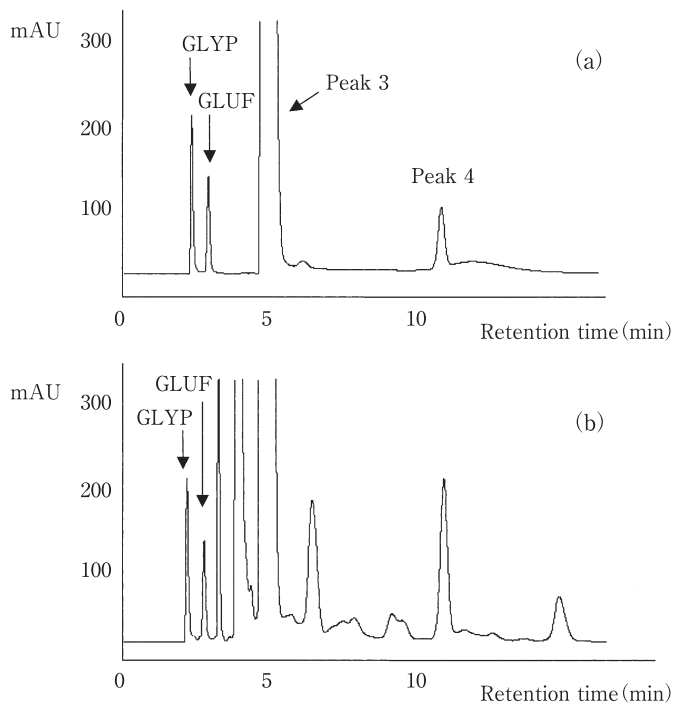 mAU
300
GLYP
(a)
Peak 3
GLUF
200
Peak 4
100
0 5 10
Retention time(min)
GLUF
mAU
300
GLYP
(b)
200
100
0 5 10
Retention time(min)